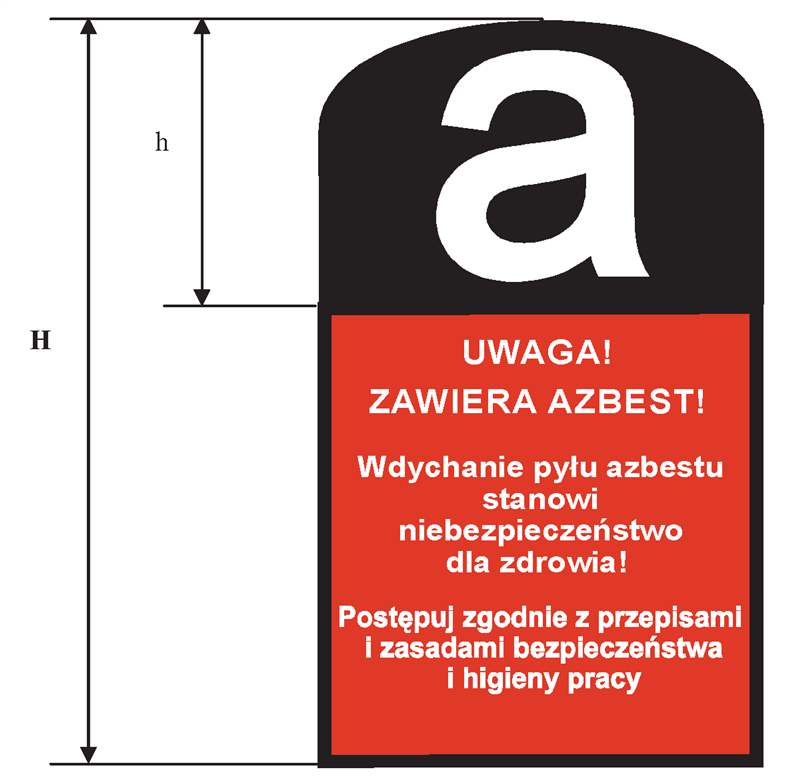 a
h
H
UWAGA!
ZAWIERA AZBEST!
Wdychanie pyłu azbestu
stanowi
niebezpieczeństwo
dla zdrowia!
Postępuj zgodnie z przepisami
i zasadami bezpieczeństwa
i higieny pracy